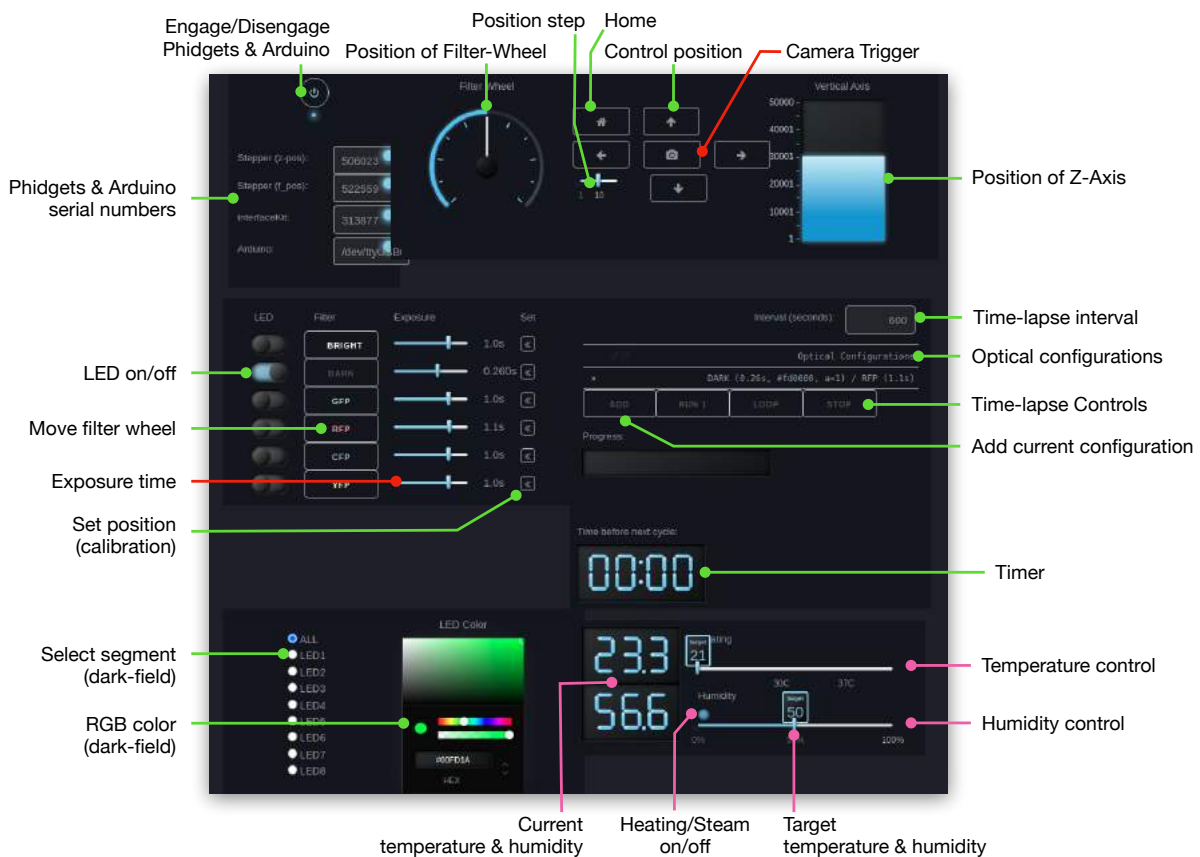 Engage/Disengage
Phidgets & Arduino
Position of Filter-Wheel
Position step
Home
Control position
Camera Trigger
Filter Wheel
Vertical Axis
50000
40001
30001
20001
10001
1
1 10
Stepper (z-pos):
506023
Stepper (f_pos):
522559
InterfaceKit:
313877
Arduino:
Phidgets & Arduino
serial numbers
Position of Z-Axis
LED Filter Exposure Set
BRIGHT 1.0s
DARK 0.260s
GFP 1.0s
RFP 1.1s
CFP 1.0s
YFP 1.0s
LED on/off
Move filter wheel
Exposure time
Set position
(calibration)
Interval (seconds): 600
Optical Configurations
* DARK (0.26s, #fd0000, a=1) / RFP (1.1s)
ADD RUN 1 LOOP STOP
Progress:
Time-lapse interval
Optical configurations
Time-lapse Controls
Add current configuration
Time before next cycle:
00:00
Timer
LED Color
ALL
LED1
LED2
LED3
LED4
LED5
LED6
LED7
LED8
#00FD1A
HEX
Select segment
(dark-field)
RGB color
(dark-field)
23.3
56.6
Target
21
30C 37C
Humidity
Target
50
0% 100%
Temperature control
Humidity control
Current
temperature & humidity
Heating/Steam
on/off
Target
temperature & humidity